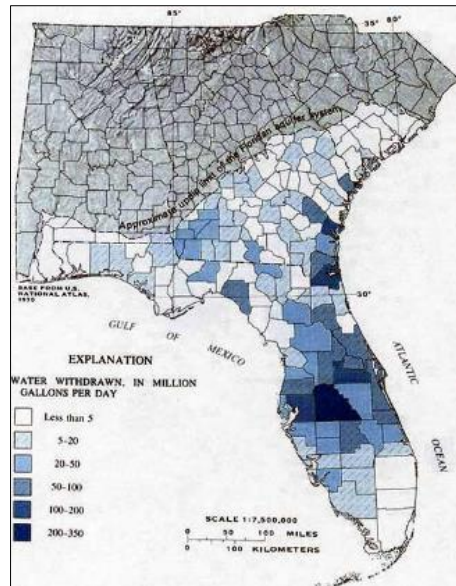 85°
35° 80°
Approximate updip limit of the Floridan aquifer system
BASE FROM U.S.
NATIONAL ATLAS,
1970
30°
GULF OF MEXICO
ATLANTIC
OCEAN
EXPLANATION
WATER WITHDRAWN, IN MILLION
GALLONS PER DAY
Less than 5
5-20
20-50
50-100
100-200
200-350
SCALE 1:7,500,000
0 100 MILES
0 100 KILOMETERS